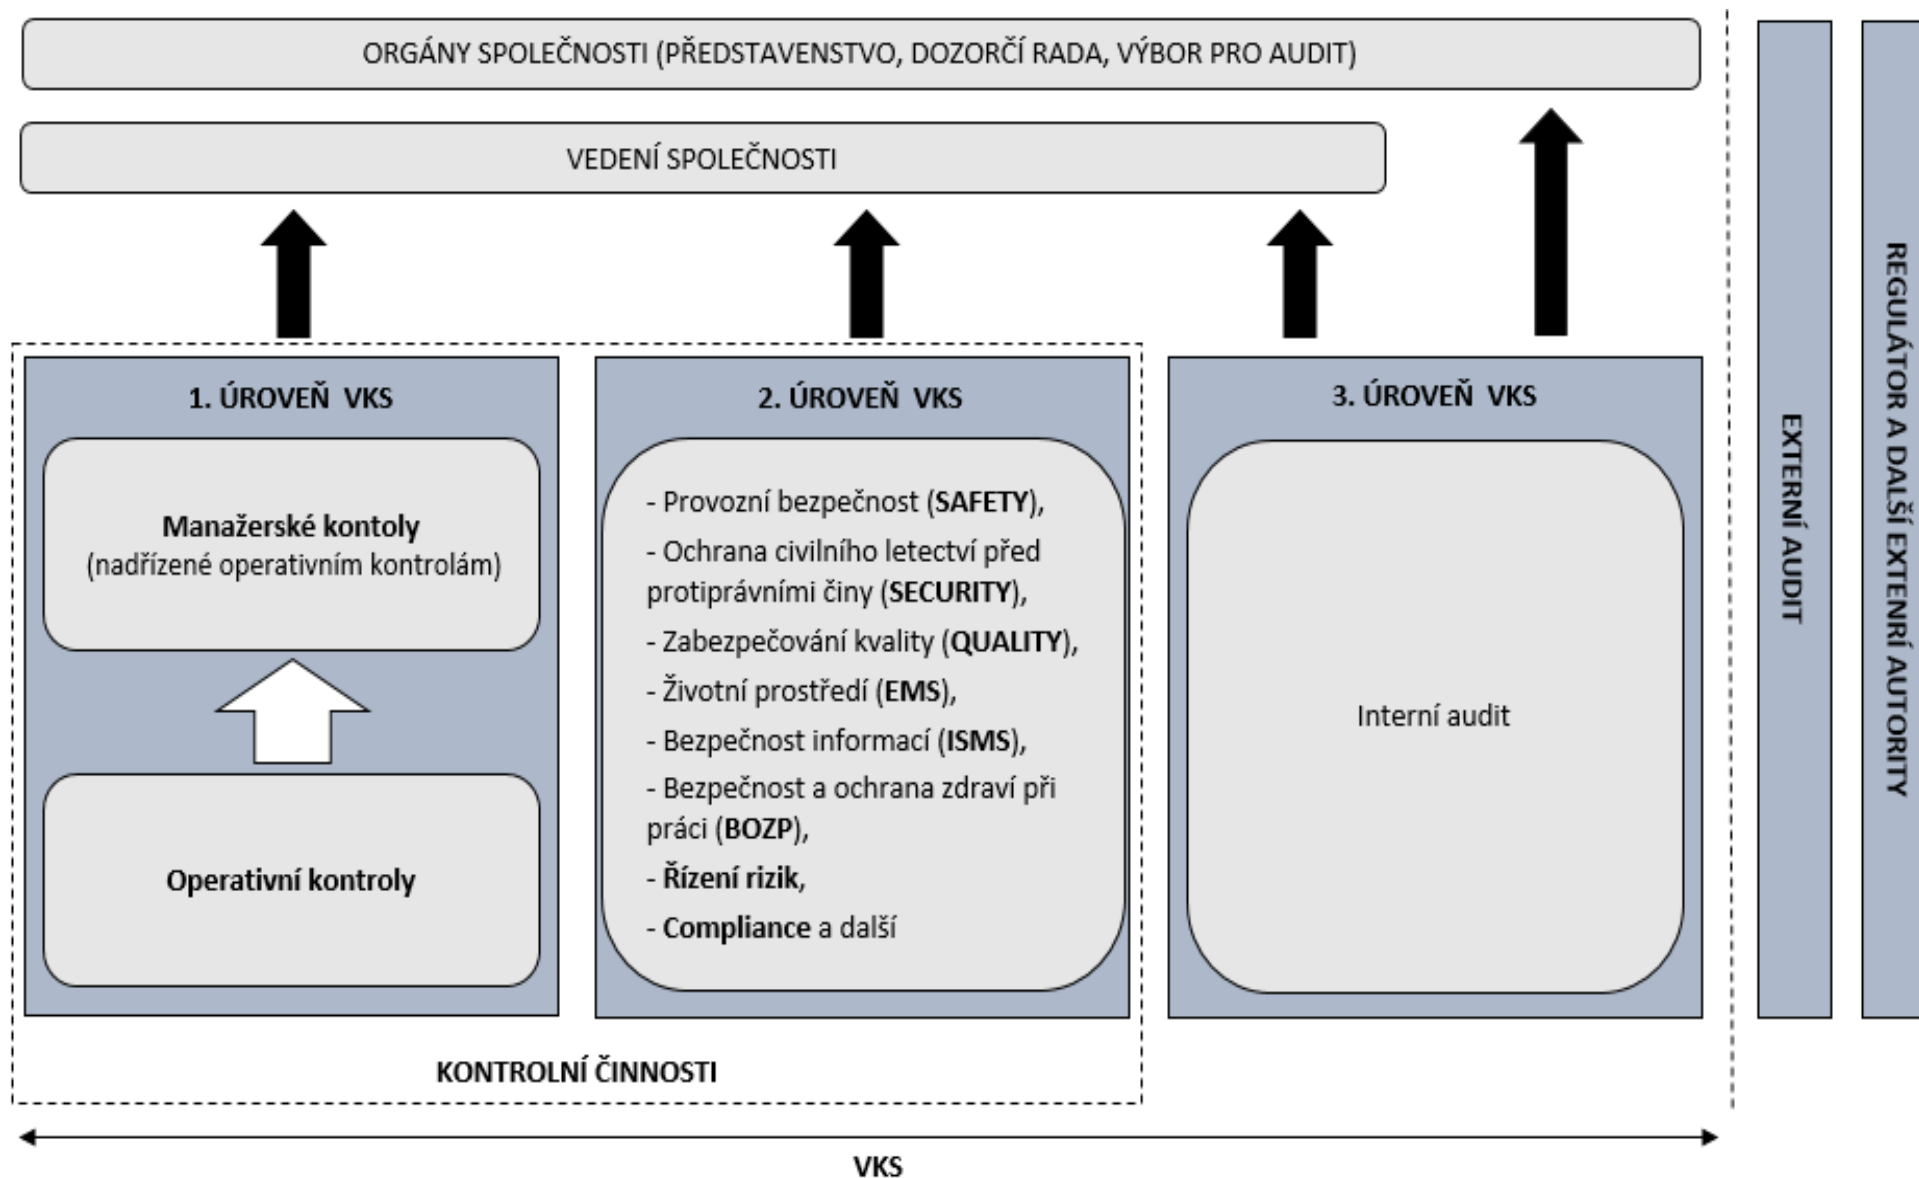 ORGÁNY SPOLEČNOSTI (PŘEDSTAVENSTVO, DOZORČÍ RADA, VÝBOR PRO AUDIT)
VEDENÍ SPOLEČNOSTI
1. ÚROVEŇ VKS
Manažerské kontoly
(nadřízené operativním kontrolám)
Operativní kontroly
2. ÚROVEŇ VKS
- Provozní bezpečnost (SAFETY),
- Ochrana civilního letectví před
protiprávními činy (SECURITY),
- Zabezpečování kvality (QUALITY),
- Životní prostředí (EMS),
- Bezpečnost informací (ISMS),
- Bezpečnost a ochrana zdraví při
práci (BOZP),
- Řízení rizik,
- Compliance a další
3. ÚROVEŇ VKS
Interní audit
KONTROLNÍ ČINNOSTI
VKS
EXTERNÍ AUDIT
REGULÁTOR A DALŠÍ EXTENRÍ AUTORITY